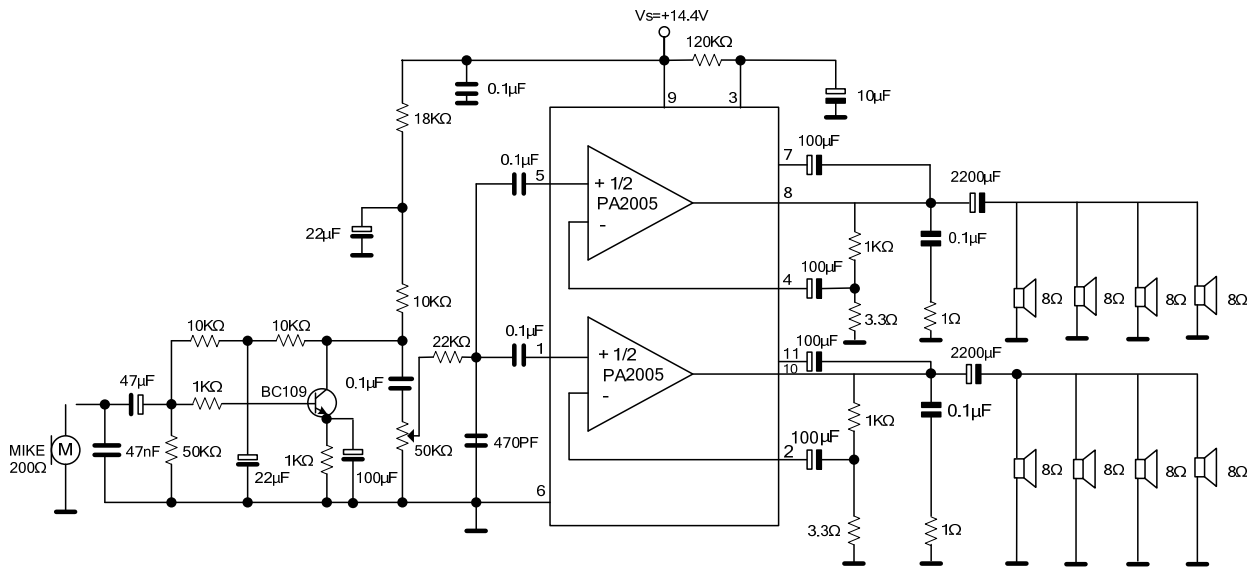 Vs=+14.4V
120KΩ
0.1µF
9
3
10µF
18KΩ
100µF
7
0.1µF
5
+ 1/2
PA2005
-
8
2200µF
22µF
1KΩ
0.1µF
100µF
4
8Ω
8Ω
8Ω
8Ω
10KΩ
3.3Ω
1Ω
10KΩ
10KΩ
22KΩ
0.1µF
1
+ 1/2
PA2005
-
100µF
11
10
2200µF
47µF
1KΩ
BC109
0.1µF
1KΩ
0.1µF
MIKE
200Ω
M
47nF
50KΩ
22µF
1KΩ
100µF
50KΩ
470PF
100µF
2
8Ω
8Ω
8Ω
8Ω
6
3.3Ω
1Ω